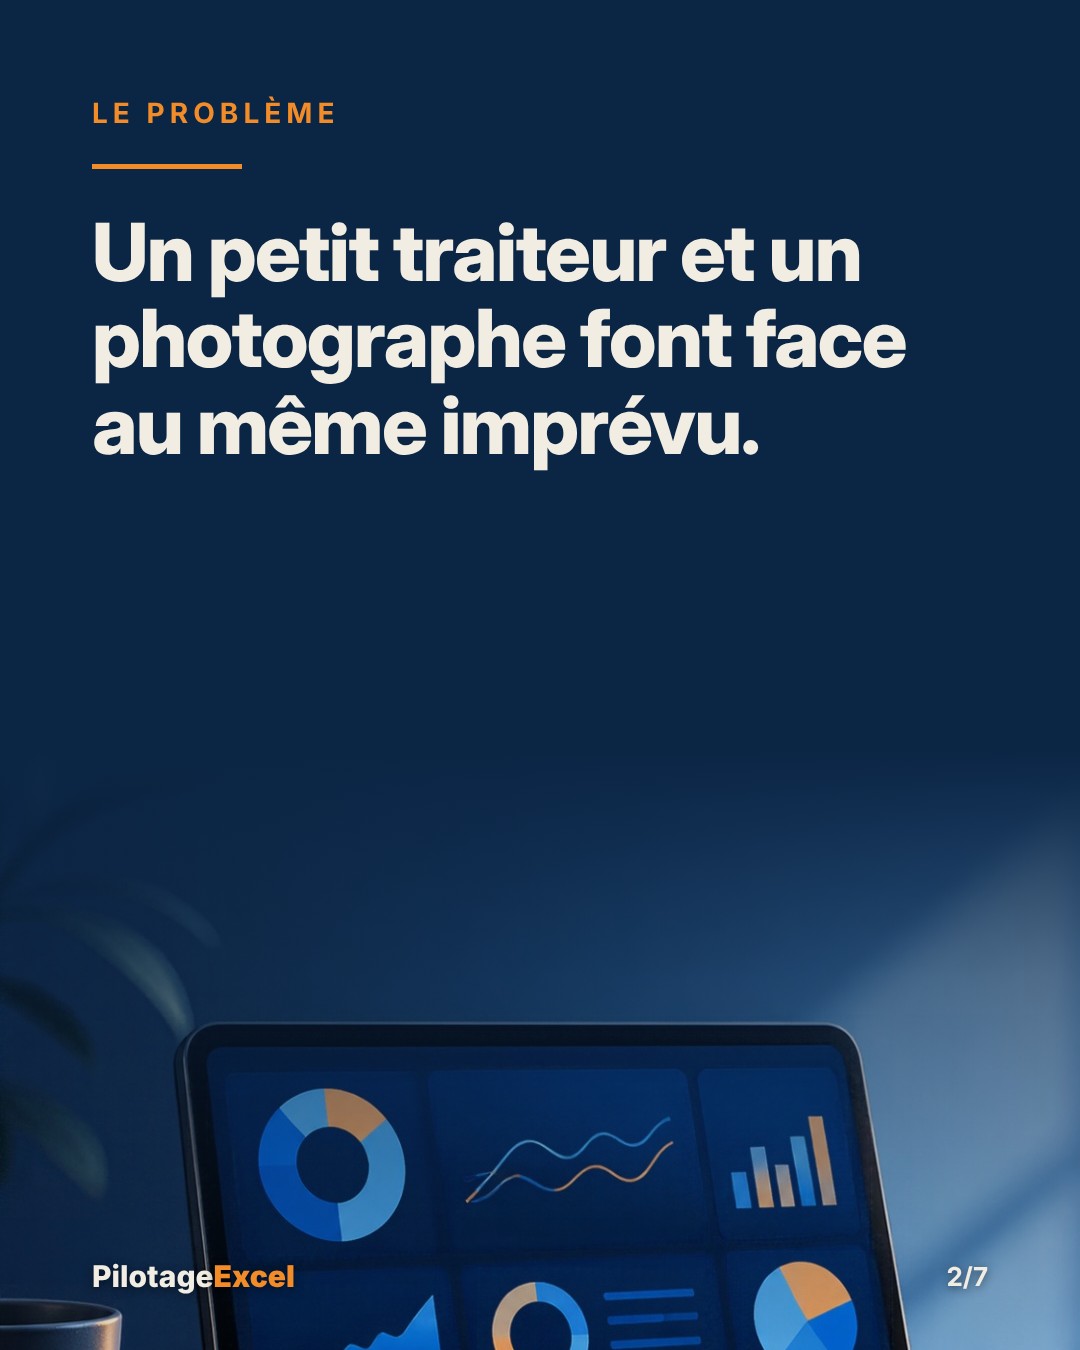 LE PROBLÈME
Un petit traiteur et un
photographe font face
au même imprévu.
PilotageExcel
2/7